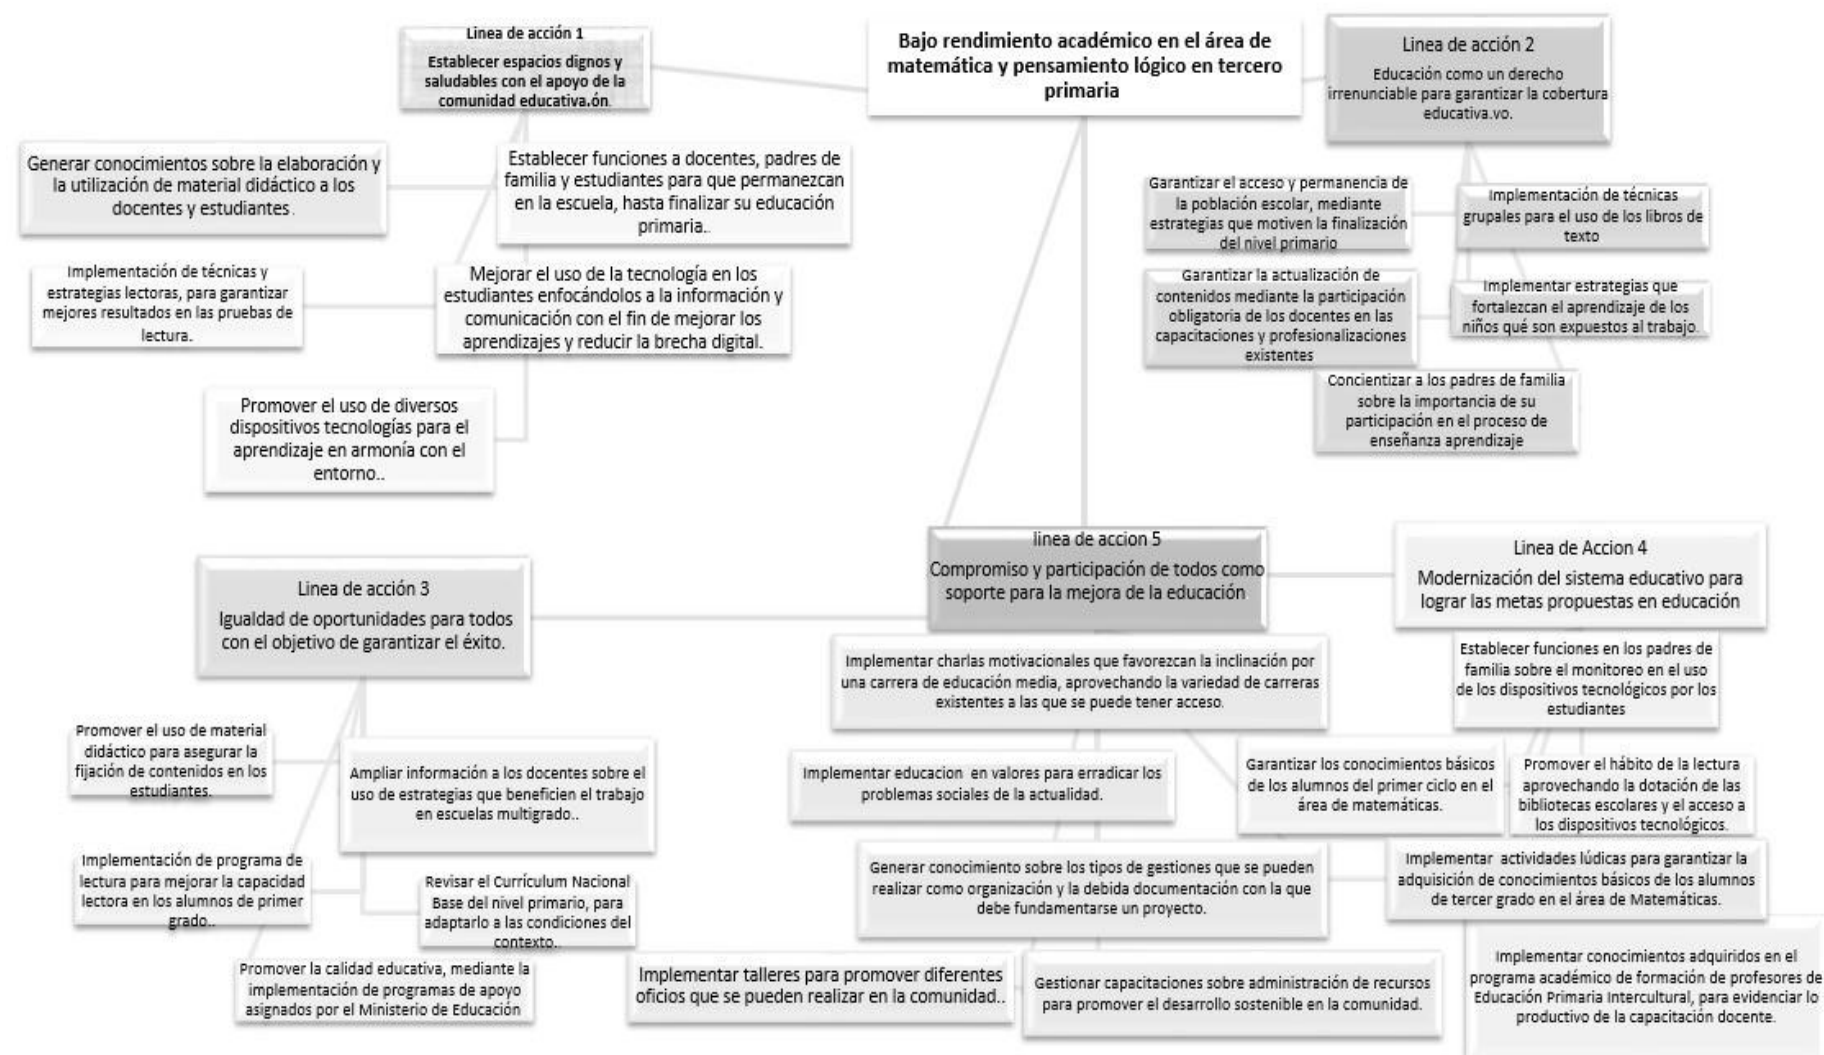 Bajo rendimiento académico en el área de
matemática y pensamiento lógico en tercero
primaria
Linea de acción 1
Establecer espacios dignos y
saludables con el apoyo de la
comunidad educativa.ón.
Generar conocimientos sobre la elaboración y
la utilización de material didáctico a los
docentes y estudiantes.
Establecer funciones a docentes, padres de
familia y estudiantes para que permanezcan
en la escuela, hasta finalizar su educación
primaria..
Implementación de técnicas y
estrategias lectoras, para garantizar
mejores resultados en las pruebas de
lectura.
Mejorar el uso de la tecnología en los
estudiantes enfocándolos a la información y
comunicación con el fin de mejorar los
aprendizajes y reducir la brecha digital.
Promover el uso de diversos
dispositivos tecnologías para el
aprendizaje en armonía con el
entorno..
Linea de acción 2
Educación como un derecho
irrenunciable para garantizar la cobertura
educativa.vo.
Garantizar el acceso y permanencia de
la población escolar, mediante
estrategias que motiven la finalización
del nivel primario
Implementación de técnicas
grupales para el uso de los libros de
texto
Garantizar la actualización de
contenidos mediante la participación
obligatoria de los docentes en las
capacitaciones y profesionalizaciones
existentes
Implementar estrategias que
fortalezcan el aprendizaje de los
niños qué son expuestos al trabajo.
Concientizar a los padres de familia
sobre la importancia de su
participación en el proceso de
enseñanza aprendizaje
Linea de acción 3
Igualdad de oportunidades para todos
con el objetivo de garantizar el éxito.
Promover el uso de material
didáctico para asegurar la
fijación de contenidos en los
estudiantes.
Ampliar información a los docentes sobre el
uso de estrategias que beneficien el trabajo
en escuelas multigrado..
Implementación de programa de
lectura para mejorar la capacidad
lectora en los alumnos de primer
grado..
Revisar el Currículum Nacional
Base del nivel primario, para
adaptarlo a las condiciones del
contexto..
Promover la calidad educativa, mediante la
implementación de programas de apoyo
asignados por el Ministerio de Educación
linea de accion 5
Compromiso y participación de todos como
soporte para la mejora de la educación
Implementar charlas motivacionales que favorezcan la inclinación por
una carrera de educación media, aprovechando la variedad de carreras
existentes a las que se puede tener acceso.
Implementar educacion en valores para erradicar los
problemas sociales de la actualidad.
Garantizar los conocimientos básicos
de los alumnos del primer ciclo en el
área de matemáticas.
Generar conocimiento sobre los tipos de gestiones que se pueden
realizar como organización y la debida documentación con la que
debe fundamentarse un proyecto.
Implementar talleres para promover diferentes
oficios que se pueden realizar en la comunidad..
Gestionar capacitaciones sobre administración de recursos
para promover el desarrollo sostenible en la comunidad.
Linea de Accion 4
Modernización del sistema educativo para
lograr las metas propuestas en educación
Establecer funciones en los padres de
familia sobre el monitoreo en el uso
de los dispositivos tecnológicos por los
estudiantes
Promover el hábito de la lectura
aprovechando la dotación de las
bibliotecas escolares y el acceso a
los dispositivos tecnológicos.
Implementar actividades lúdicas para garantizar la
adquisición de conocimientos básicos de los alumnos
de tercer grado en el área de Matemáticas.
Implementar conocimientos adquiridos en el
programa académico de formación de profesores de
Educación Primaria Intercultural, para evidenciar lo
productivo de la capacitación docente.